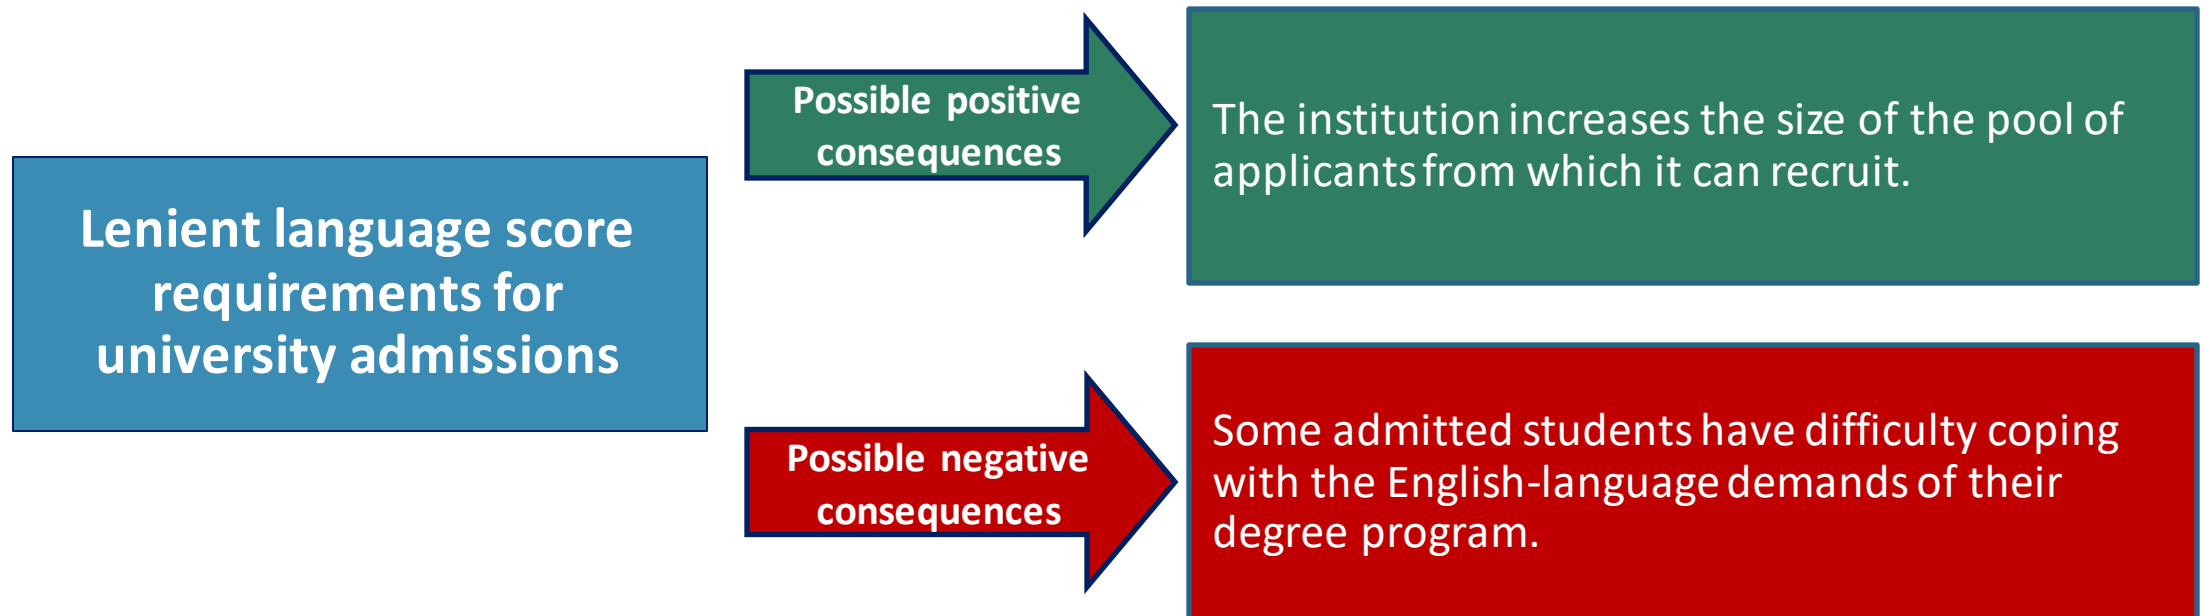 Lenient language score
requirements for
university admissions
Possible positive
consequences
The institution increases the size of the pool of
applicants from which it can recruit.
Possible negative
consequences
Some admitted students have difficulty coping
with the English-language demands of their
degree program.